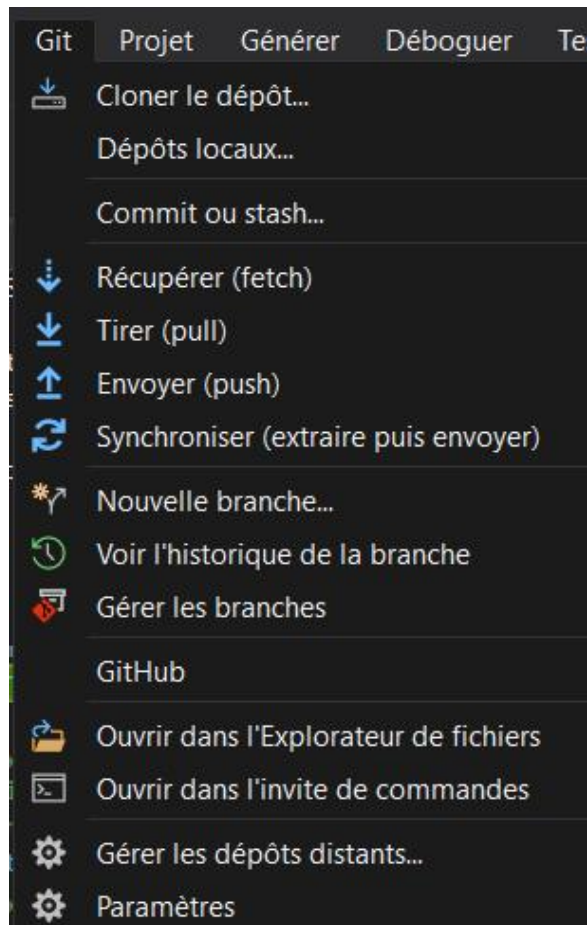 Git Projet Générer Déboguer Te
Cloner le dépôt...
Dépôts locaux...
Commit ou stash...
Récupérer (fetch)
Tirer (pull)
Envoyer (push)
Synchroniser (extraire puis envoyer)
Nouvelle branche...
Voir l'historique de la branche
Gérer les branches
GitHub
Ouvrir dans l'Explorateur de fichiers
Ouvrir dans l'invite de commandes
Gérer les dépôts distants...
Paramètres